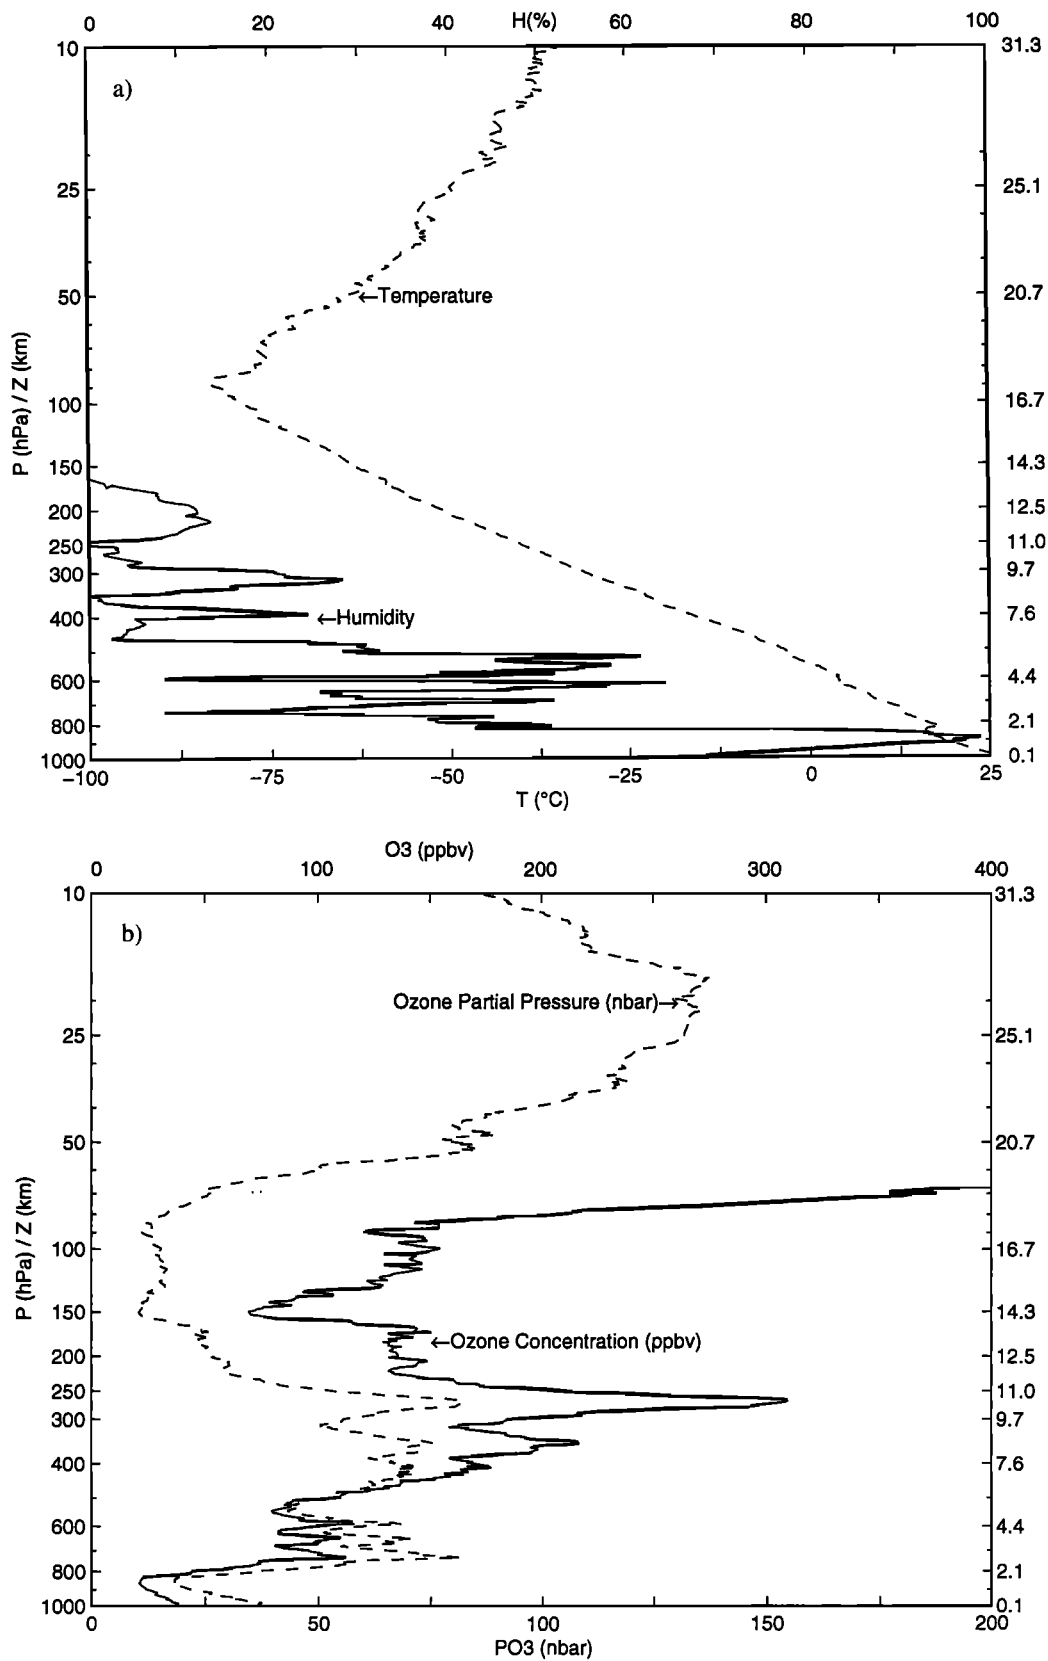 0 20 40 H(%) 60 80 100
10 31.3
a)
25 25.1
50 ←Temperature 20.7
P (hPa) / Z (km)
100 16.7
150 14.3
200 12.5
250 11.0
300 9.7
400 ←Humidity 7.6
600 4.4
800 2.1
1000 0.1
−100 −75 −50 −25 0 25
T (°C)
O3 (ppbv)
0 100 200 300 400
10 31.3
b)
Ozone Partial Pressure (nbar)→
25 25.1
50 20.7
P (hPa) / Z (km)
100 16.7
150 14.3
←Ozone Concentration (ppbv)
200 12.5
250 11.0
300 9.7
400 7.6
600 4.4
800 2.1
1000 0.1
0 50 100 150 200
PO3 (nbar)